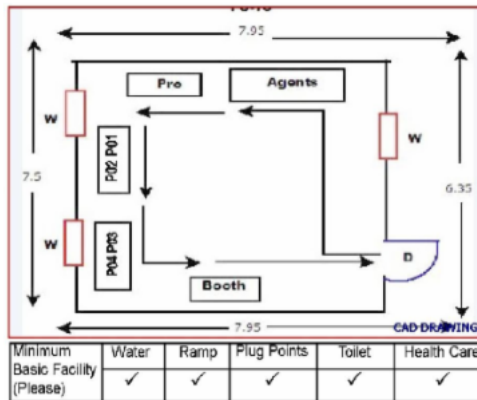 7.95
Pro
Agents
W
W
P02 P01
7.5
6.35
W
P04 P03
D
Booth
7.95
CAD DRAWING
Minimum Basic Facility (Please)
Water
Ramp
Plug Points
Toilet
Health Care
✓ ✓ ✓ ✓ ✓